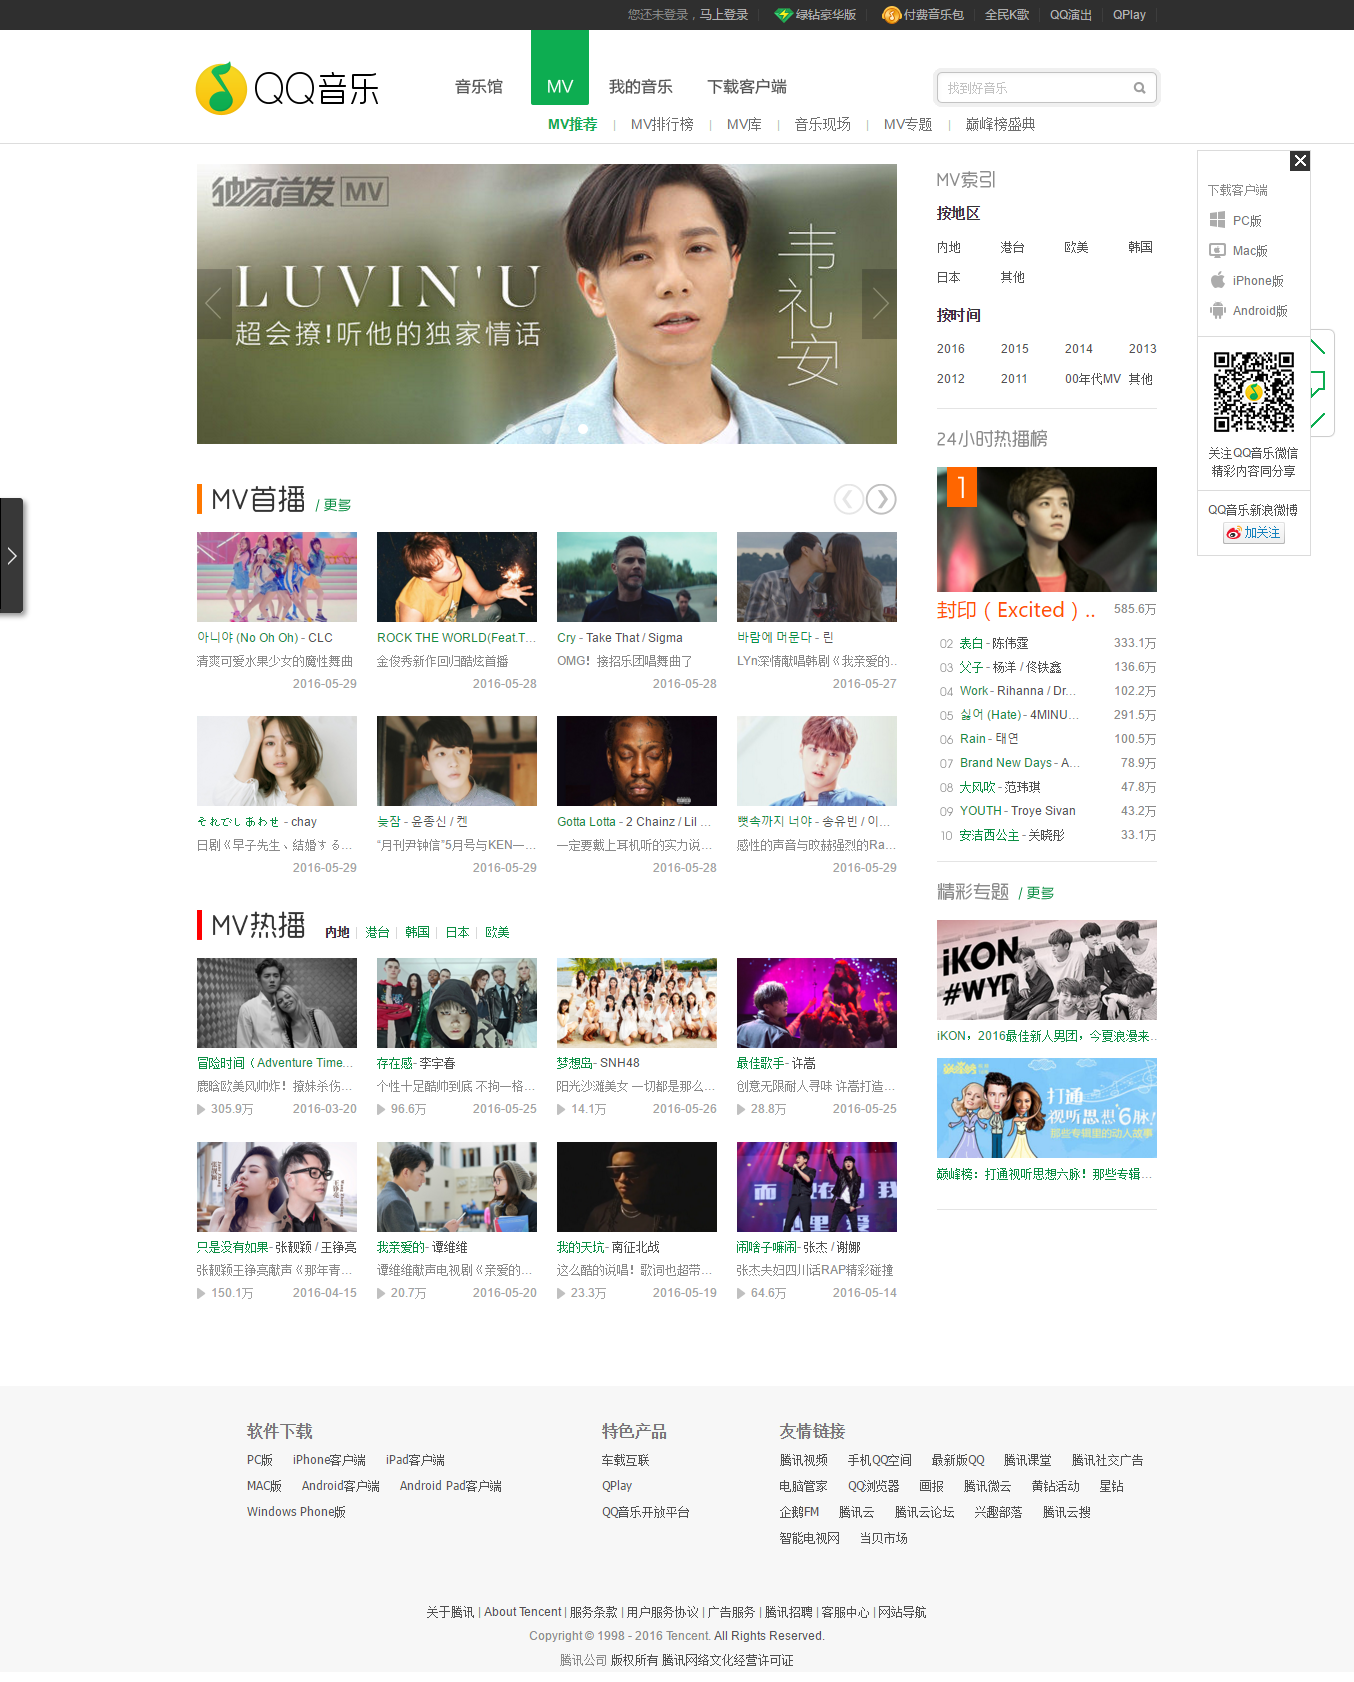 您还未登录，马上登录 绿钻豪华版 付费音乐包 全民K歌 QQ演出 QPlay
QQ音乐
音乐馆 MV 我的音乐 下载客户端
找到好音乐
MV推荐 MV排行榜 MV库 音乐现场 MV专题 巅峰榜盛典
独家首发 MV
LUVIN'U
超会撩!听他的独家情话
韦礼安
MV索引
按地区
内地 港台 欧美 韩国
日本 其他
按时间
2016 2015 2014 2013
2012 2011 00年代MV 其他
下载客户端
PC版
Mac版
iPhone版
Android版
关注QQ音乐微信
精彩内容同分享
QQ音乐新浪微博
加关注
MV首播 / 更多
아니야 (No Oh Oh) - CLC
清爽可爱水果少女的魔性舞曲
2016-05-29
ROCK THE WORLD(Feat.T...
金俊秀新作回归酷炫首播
2016-05-28
Cry - Take That / Sigma
OMG！接招乐团唱舞曲了
2016-05-28
바람에 머문다 - 린
LYn深情献唱韩剧《我亲爱的..
2016-05-27
それでしあわせ - chay
日剧《早子先生、結婚する...
2016-05-29
늦잠 - 윤종신 / 켄
“月刊尹钟信”5月号与KEN一...
2016-05-29
Gotta Lotta - 2 Chainz / Lil ...
一定要戴上耳机听的实力说...
2016-05-28
뼛속까지 너야 - 송유빈 / 이...
感性的声音与旼赫强烈的Ra...
2016-05-29
24小时热播榜
1
封印（Excited）.. 585.6万
02 表白 - 陈伟霆 333.1万
03 父子 - 杨洋 / 佟铁鑫 136.6万
04 Work - Rihanna / Dr... 102.2万
05 싫어 (Hate) - 4MINU... 291.5万
06 Rain - 태연 100.5万
07 Brand New Days - A... 78.9万
08 大风吹 - 范玮琪 47.8万
09 YOUTH - Troye Sivan 43.2万
10 安洁西公主 - 关晓彤 33.1万
MV热播 内地 港台 韩国 日本 欧美
冒险时间（Adventure Time...
鹿晗欧美风帅炸！撩妹杀伤...
305.9万 2016-03-20
存在感- 李宇春
个性十足酷帅到底 不拘一格...
96.6万 2016-05-25
梦想岛- SNH48
阳光沙滩美女 一切都是那么...
14.1万 2016-05-26
最佳歌手- 许嵩
创意无限耐人寻味 许嵩打造...
28.8万 2016-05-25
只是没有如果- 张靓颖 / 王铮亮
张靓颖王铮亮献声《那年青...
150.1万 2016-04-15
我亲爱的- 谭维维
谭维维献声电视剧《亲爱的...
20.7万 2016-05-20
我的天坑- 南征北战
这么酷的说唱！歌词也超带...
23.3万 2016-05-19
闹啥子嘛闹- 张杰 / 谢娜
张杰夫妇四川话RAP精彩碰撞
64.6万 2016-05-14
精彩专题 / 更多
iKON
#WYD
iKON，2016最佳新人男团，今夏浪漫来..
打通
视听思想'6脉!
那些专辑里的动人故事
巅峰榜：打通视听思想六脉！那些专辑...
软件下载
PC版 iPhone客户端 iPad客户端
MAC版 Android客户端 Android Pad客户端
Windows Phone版
特色产品
车载互联
QPlay
QQ音乐开放平台
友情链接
腾讯视频 手机QQ空间 最新版QQ 腾讯课堂 腾讯社交广告
电脑管家 QQ浏览器 画报 腾讯微云 黄钻活动 星钻
企鹅FM 腾讯云 腾讯云论坛 兴趣部落 腾讯云搜
智能电视网 当贝市场
关于腾讯 | About Tencent | 服务条款 | 用户服务协议 | 广告服务 | 腾讯招聘 | 客服中心 | 网站导航
Copyright © 1998 - 2016 Tencent. All Rights Reserved.
腾讯公司 版权所有 腾讯网络文化经营许可证